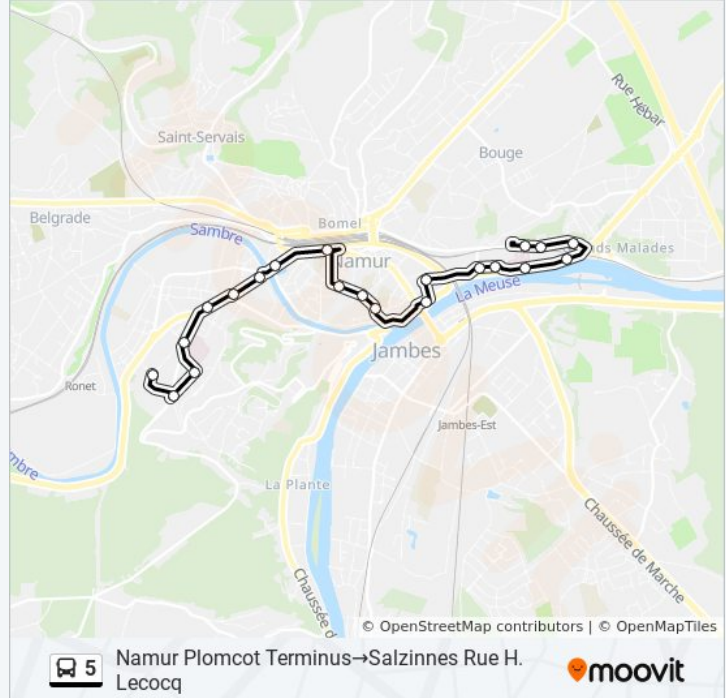 Rue Hébar
Saint-Servais
Bouge
Belgrade
Bomel
Sambre
nds Malades
Namur
La Meuse
Jambes
Ronet
Jambes-Est
mbre
La Plante
Chaussée de Marche
Chaussée d
© OpenStreetMap contributors | © OpenMapTiles
5
Namur Plomcot Terminus→Salzinnes Rue H.
Lecocq
moovit